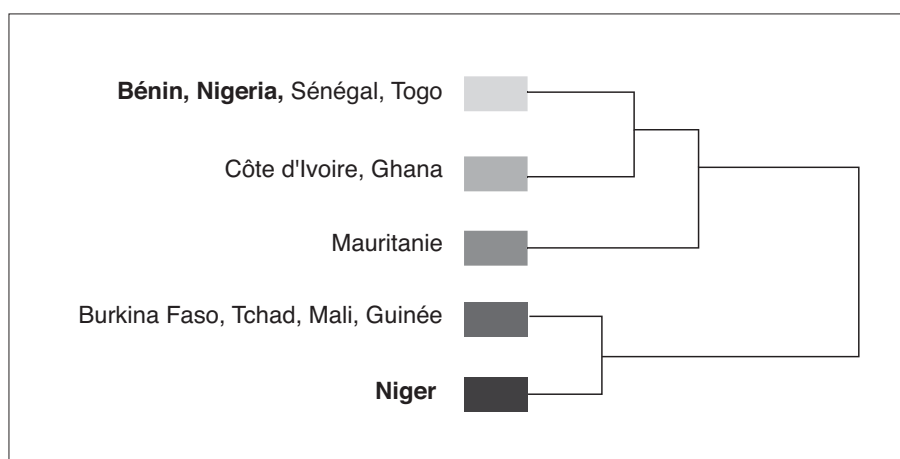 Bénin, Nigeria, Sénégal, Togo
Côte d'Ivoire, Ghana
Mauritanie
Burkina Faso, Tchad, Mali, Guinée
Niger